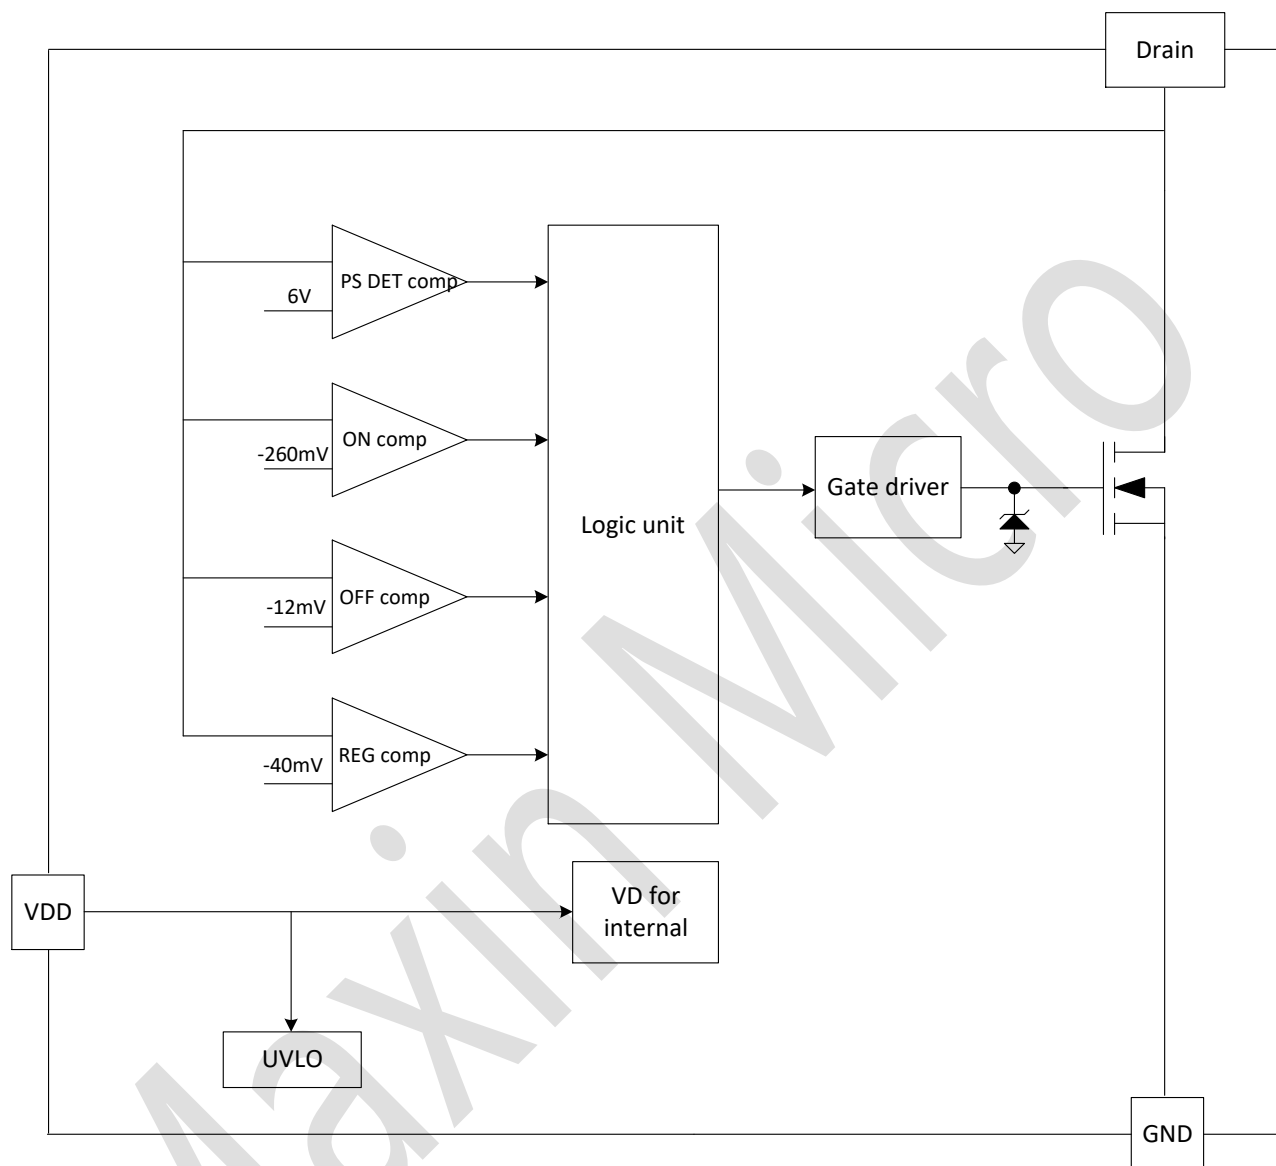 Drain
PS DET comp
6V
ON comp
-260mV
Logic unit
Gate driver
OFF comp
-12mV
REG comp
-40mV
VDD
VD for
internal
UVLO
GND
Maxin Micro